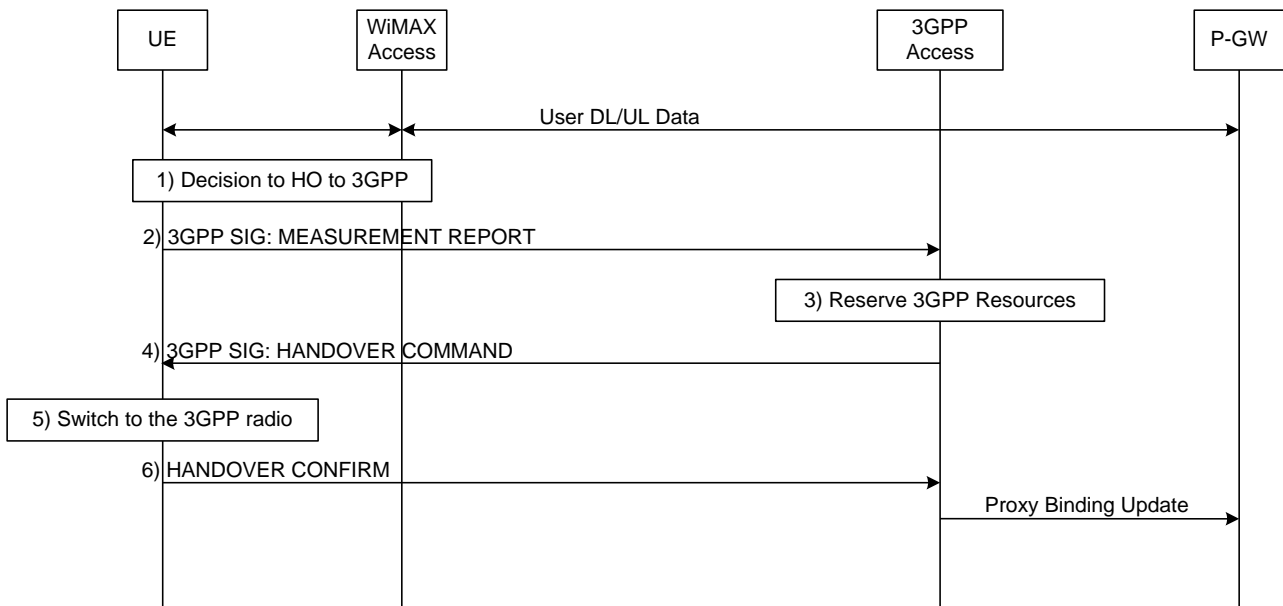 UE
WiMAX
Access
3GPP
Access
P-GW
User DL/UL Data
1) Decision to HO to 3GPP
2) 3GPP SIG: MEASUREMENT REPORT
3) Reserve 3GPP Resources
4) 3GPP SIG: HANDOVER COMMAND
5) Switch to the 3GPP radio
6) HANDOVER CONFIRM
Proxy Binding Update